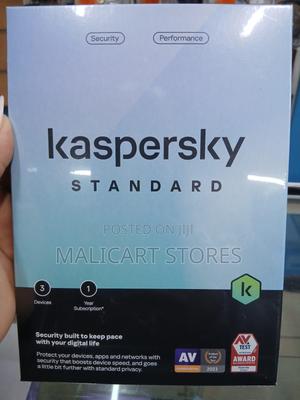 Security Performance
kaspersky
STANDARD
POSTED ON JIJI
MALICART STORES
3 1
Devices Year
Subscription*
Security built to keep pace
with your digital life
Protect your devices, apps and networks with
security that boosts device speed, and goes
a little bit further with standard privacy.
AV
2023
AV
TEST
AWARD